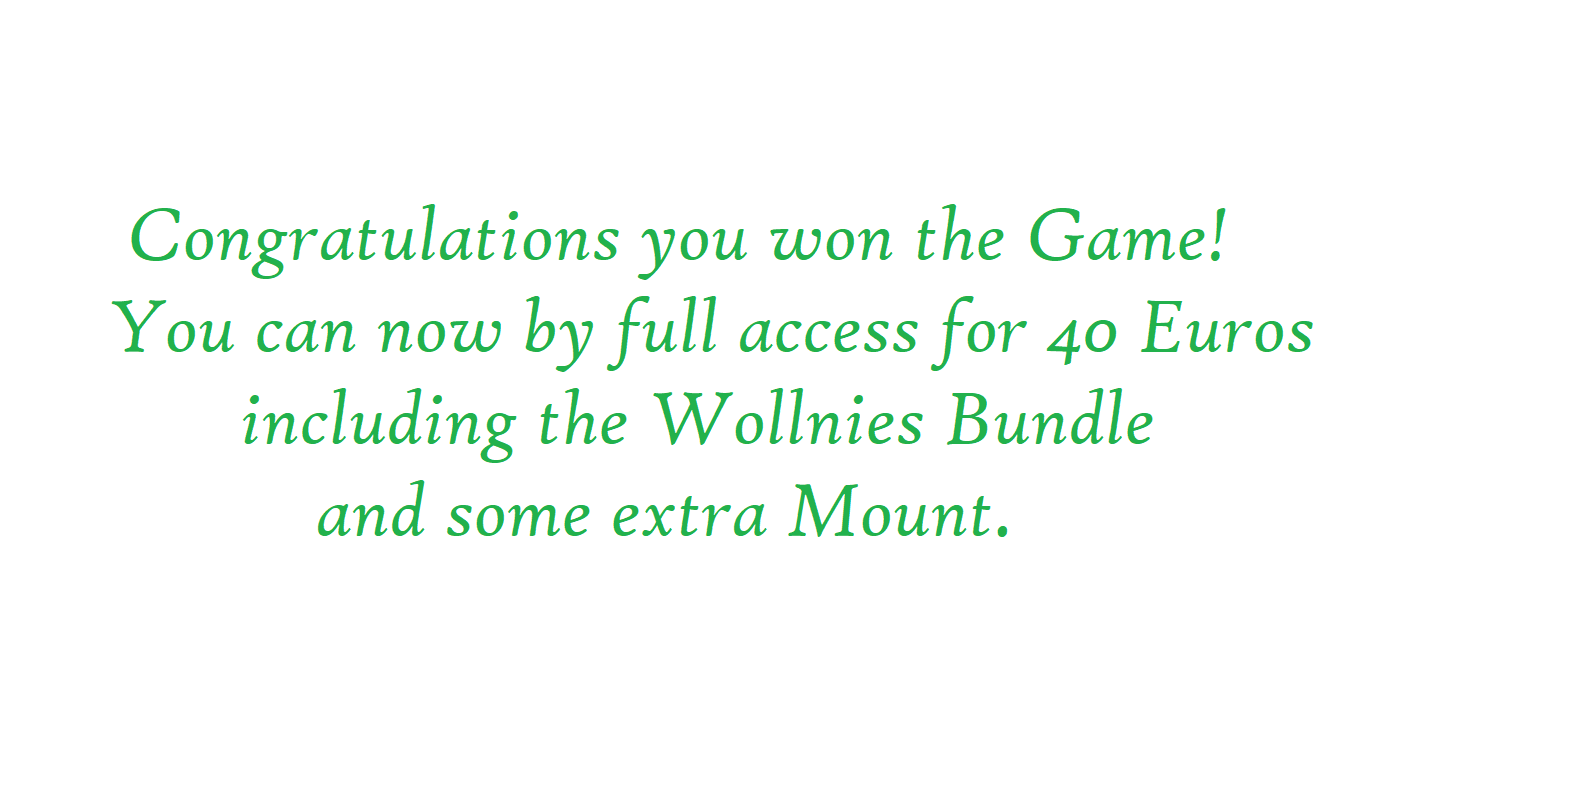 Congratulations you won the Game!
You can now by full access for 40 Euros
including the Wollnies Bundle
and some extra Mount.